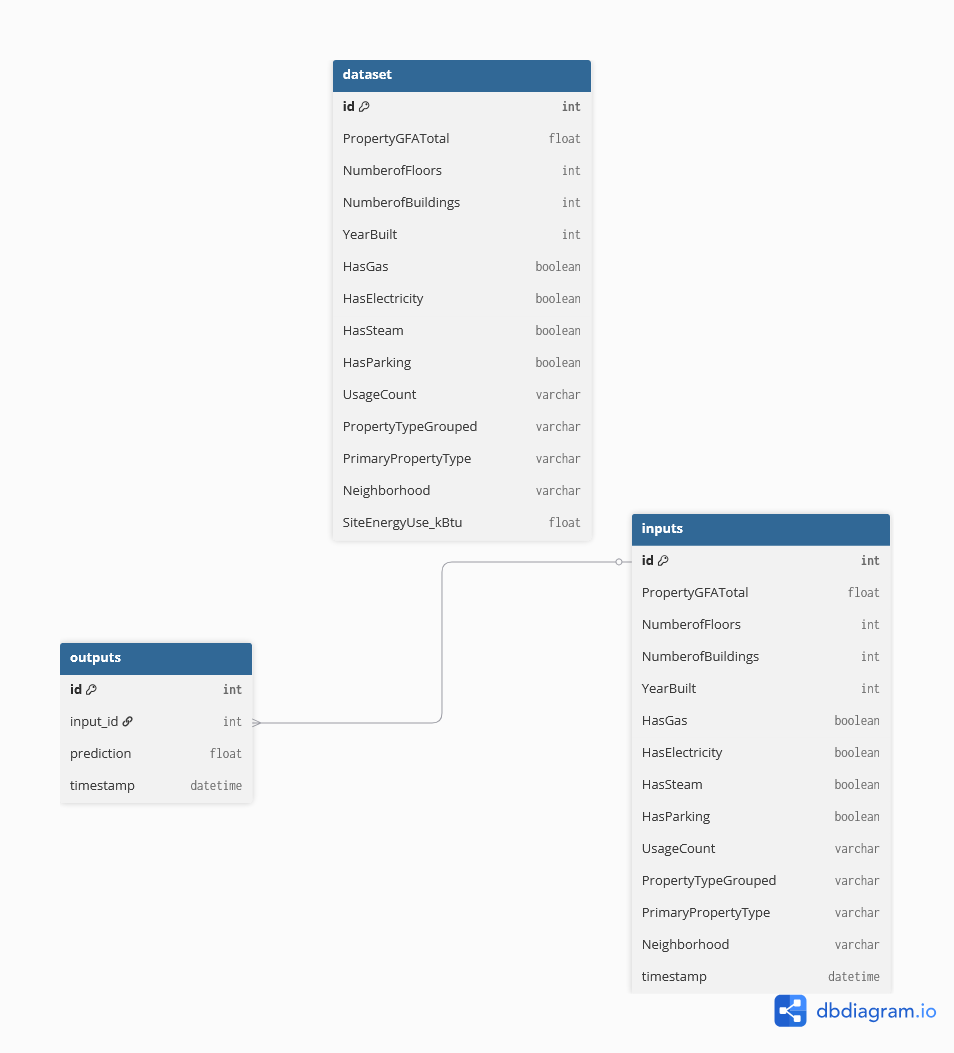 dataset
id int
PropertyGFATotal float
NumberofFloors int
NumberofBuildings int
YearBuilt int
HasGas boolean
HasElectricity boolean
HasSteam boolean
HasParking boolean
UsageCount varchar
PropertyTypeGrouped varchar
PrimaryPropertyType varchar
Neighborhood varchar
SiteEnergyUse_kBtu float
inputs
id int
PropertyGFATotal float
NumberofFloors int
NumberofBuildings int
YearBuilt int
HasGas boolean
HasElectricity boolean
HasSteam boolean
HasParking boolean
UsageCount varchar
PropertyTypeGrouped varchar
PrimaryPropertyType varchar
Neighborhood varchar
timestamp datetime
outputs
id int
input_id int
prediction float
timestamp datetime
dbdiagram.io